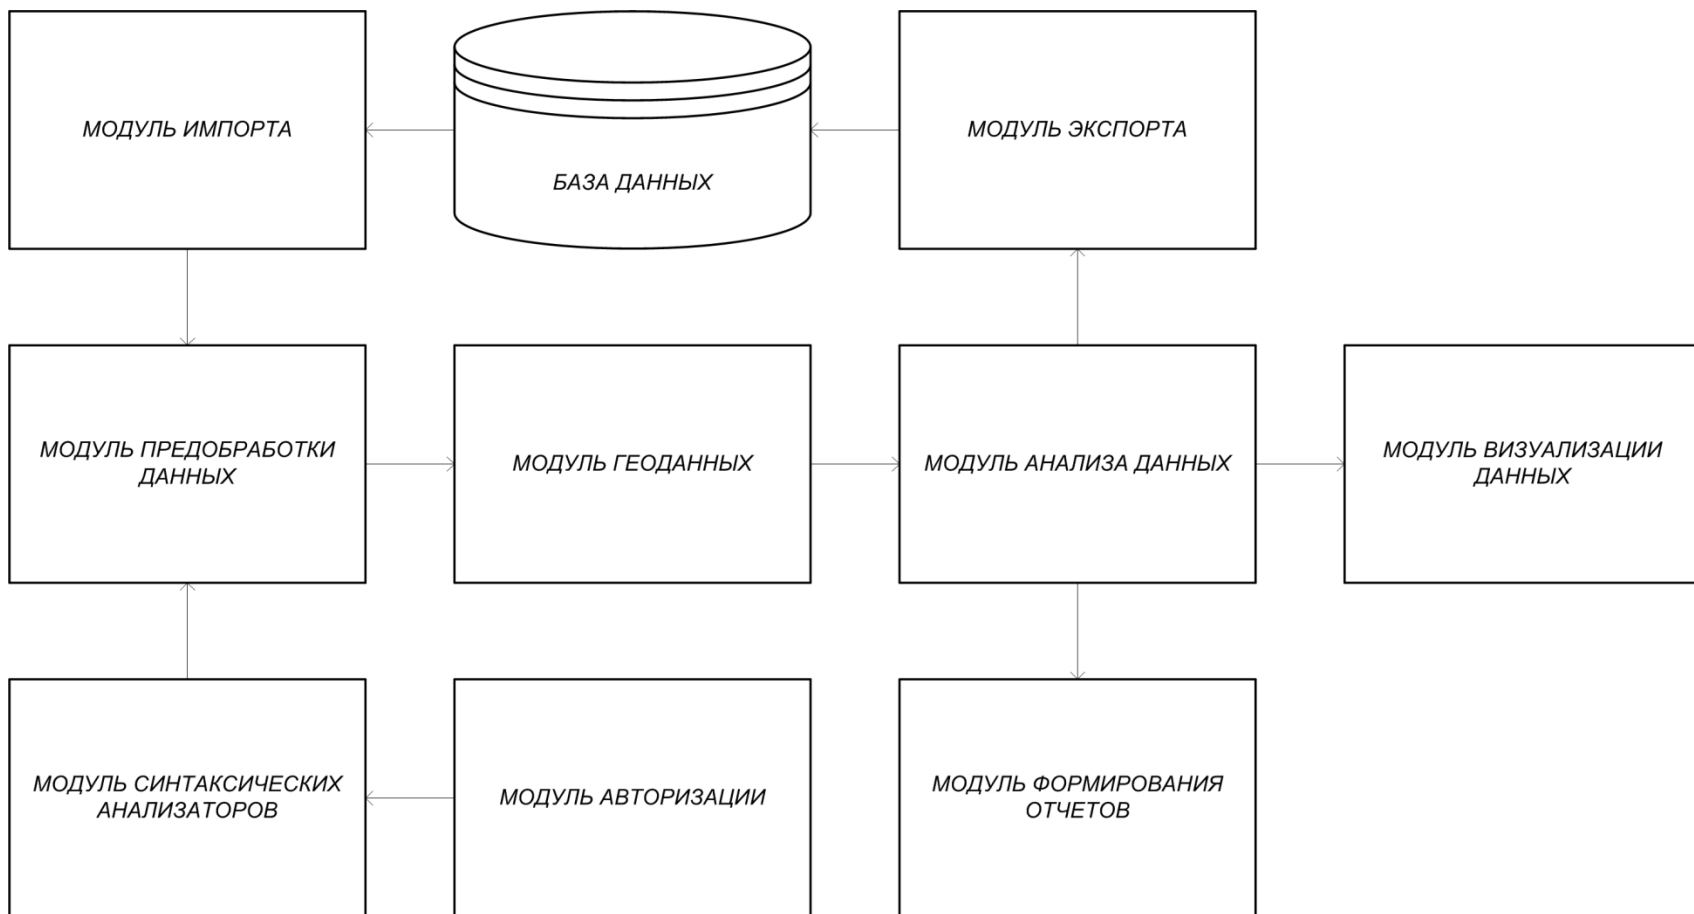 МОДУЛЬ ИМПОРТА
БАЗА ДАННЫХ
МОДУЛЬ ЭКСПОРТА
МОДУЛЬ ПРЕДОБРАБОТКИ
ДАННЫХ
МОДУЛЬ ГЕОДАННЫХ
МОДУЛЬ АНАЛИЗА ДАННЫХ
МОДУЛЬ ВИЗУАЛИЗАЦИИ
ДАННЫХ
МОДУЛЬ СИНТАКСИЧЕСКИХ
АНАЛИЗАТОРОВ
МОДУЛЬ АВТОРИЗАЦИИ
МОДУЛЬ ФОРМИРОВАНИЯ
ОТЧЕТОВ